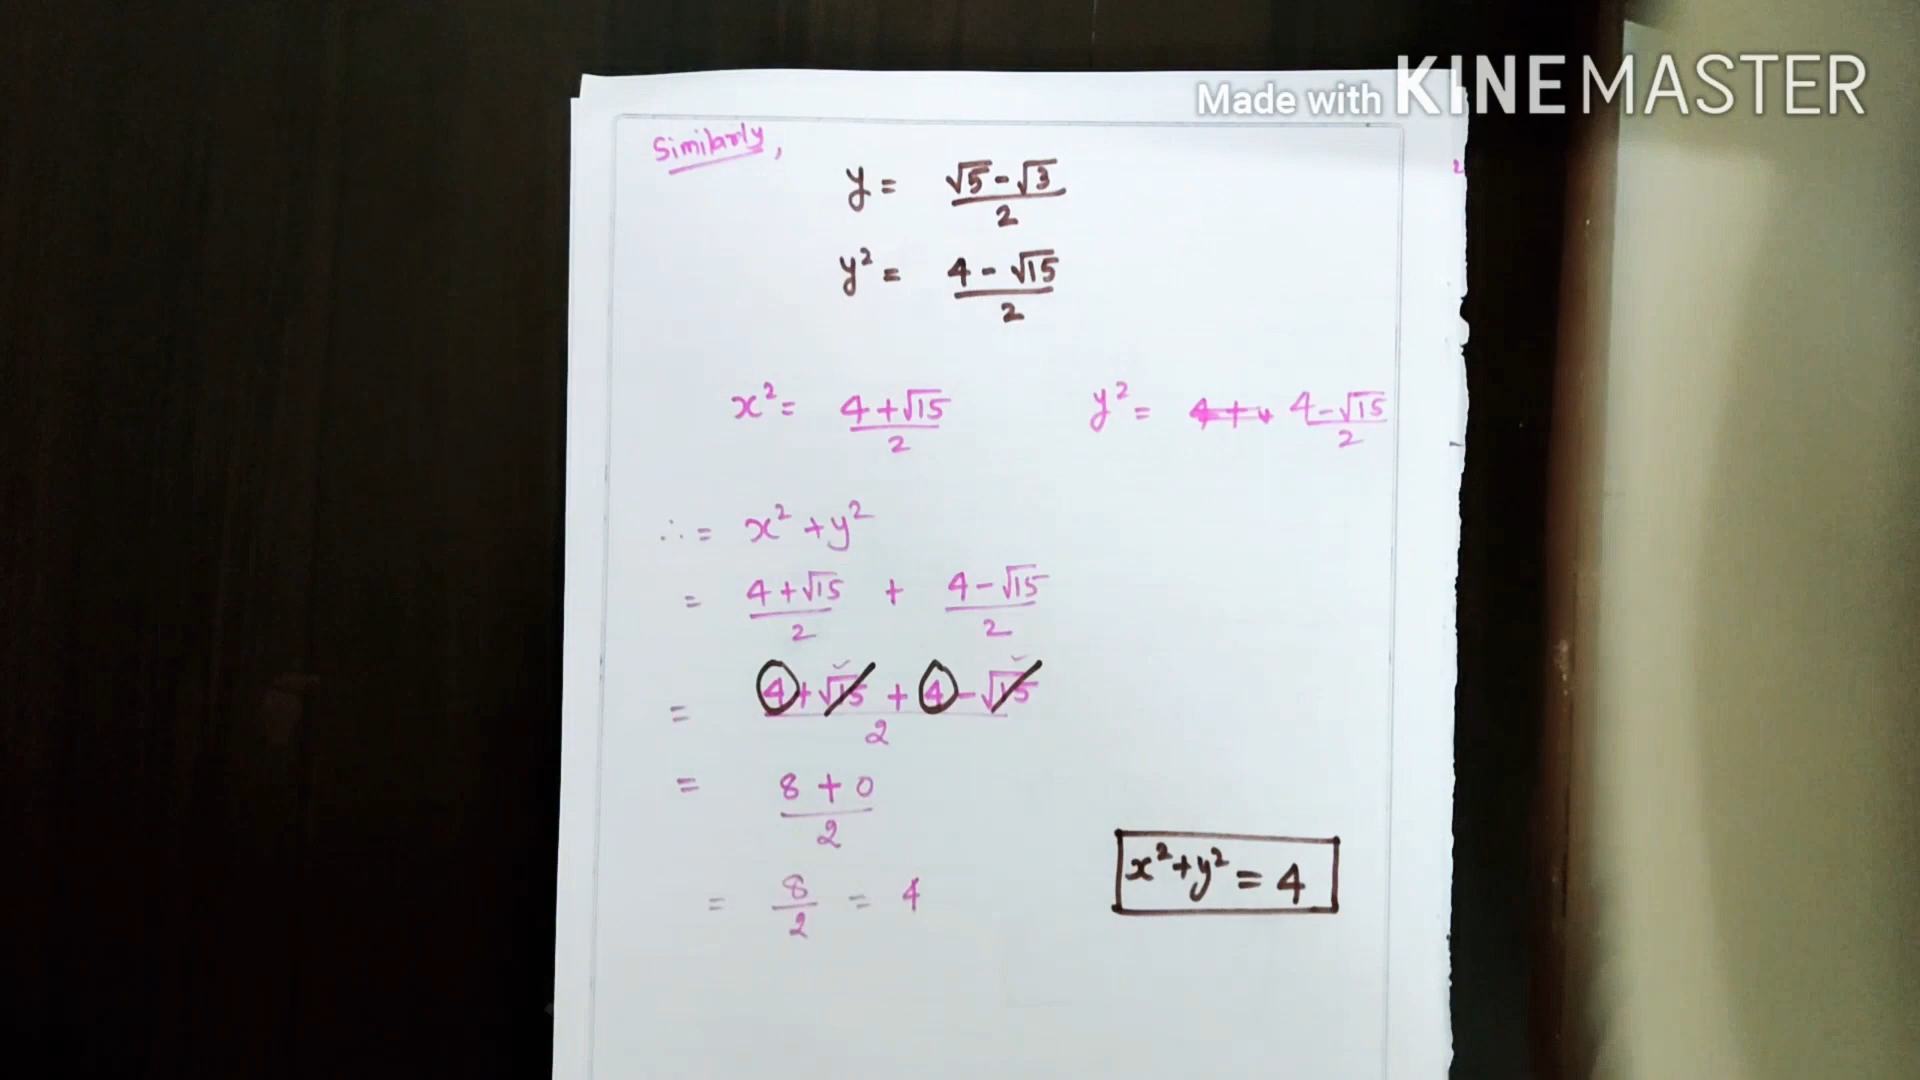 Made with KINEMASTER
Similarly,
y = √5-√3/2
y² = 4-√15/2
x² = 4+√15/2 y² = 4-√15/2
∴ = x²+y²
= 4+√15/2 + 4-√15/2
= 4+√15+4-√15/2
= 8+0/2
= 8/2 = 4
x²+y² = 4